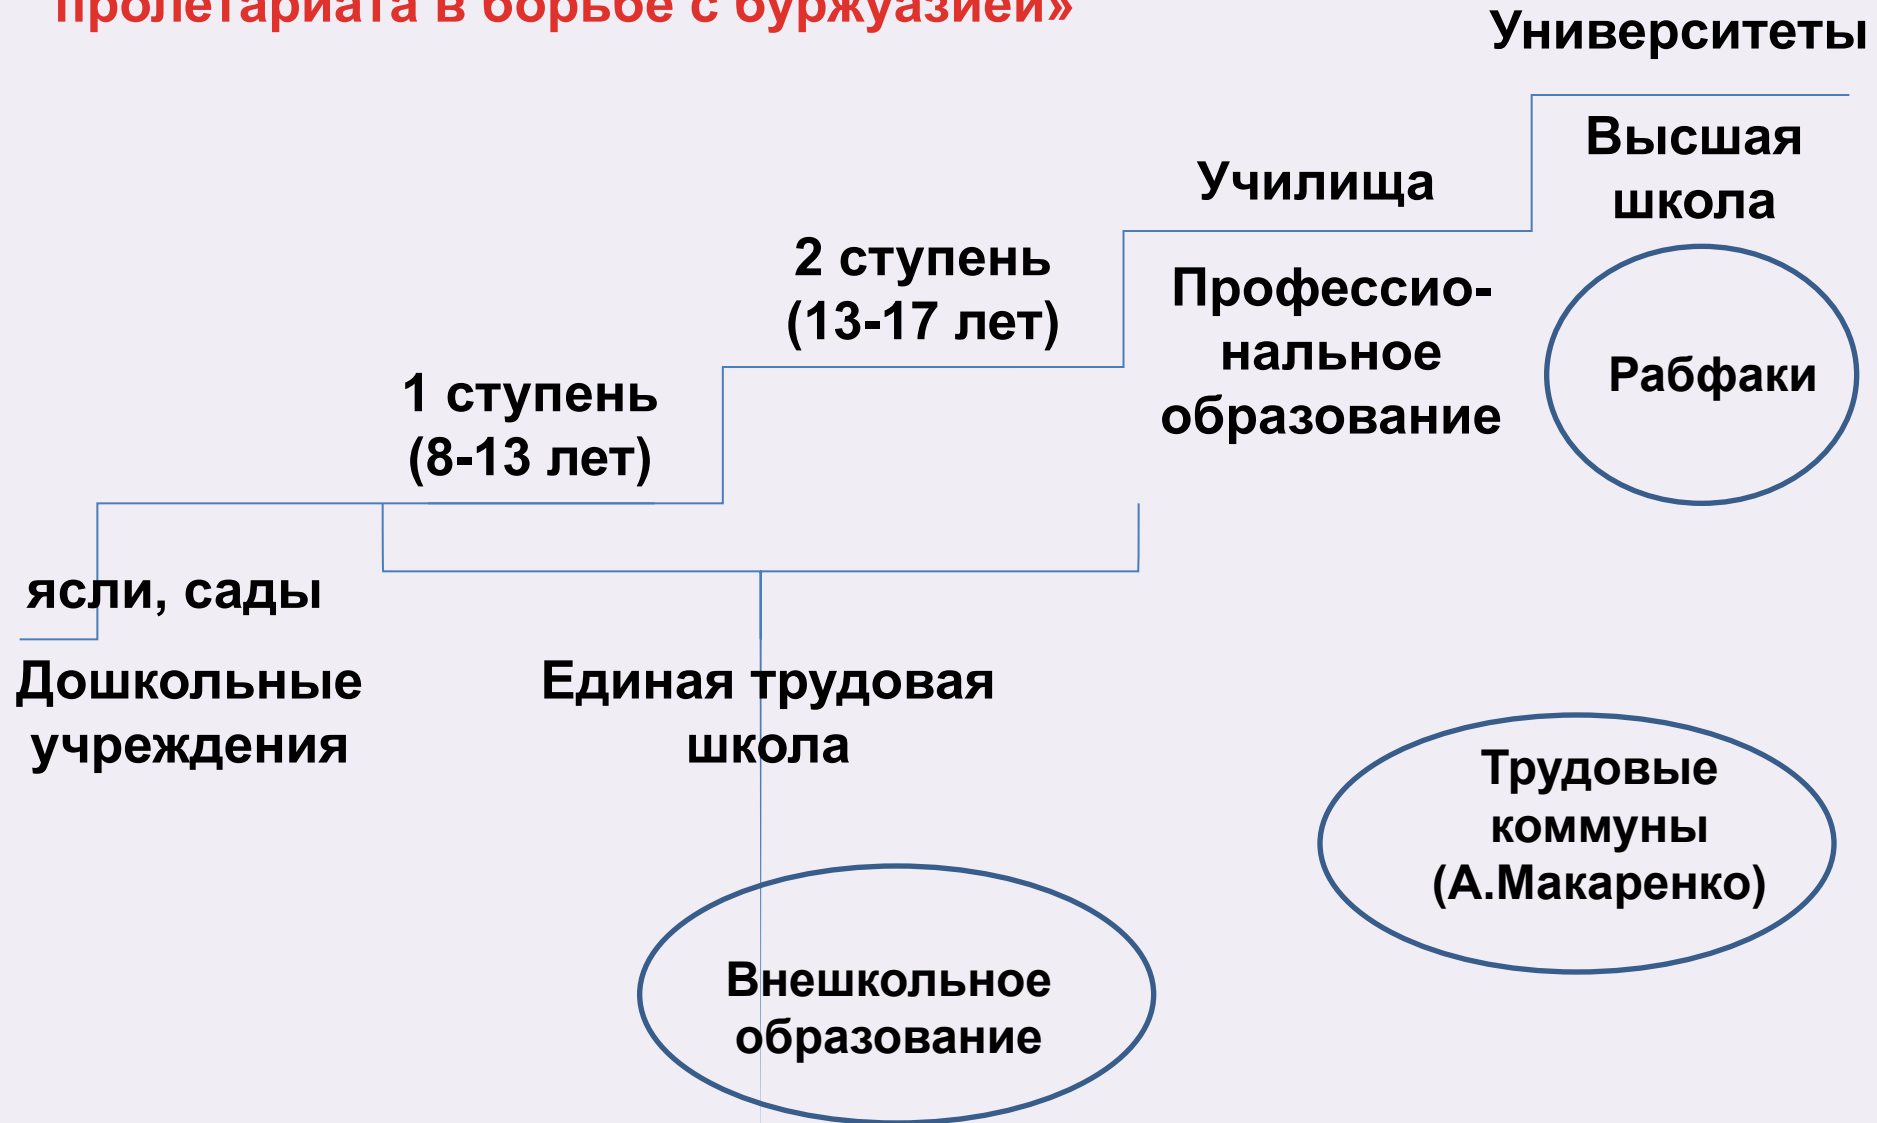 пролетариата в борьбе с буржуазией»
Университеты
Высшая
школа
Училища
2 ступень
(13-17 лет)
Профессио-
нальное
образование
Рабфаки
1 ступень
(8-13 лет)
ясли, сады
Дошкольные
учреждения
Единая трудовая
школа
Трудовые
коммуны
(А.Макаренко)
Внешкольное
образование